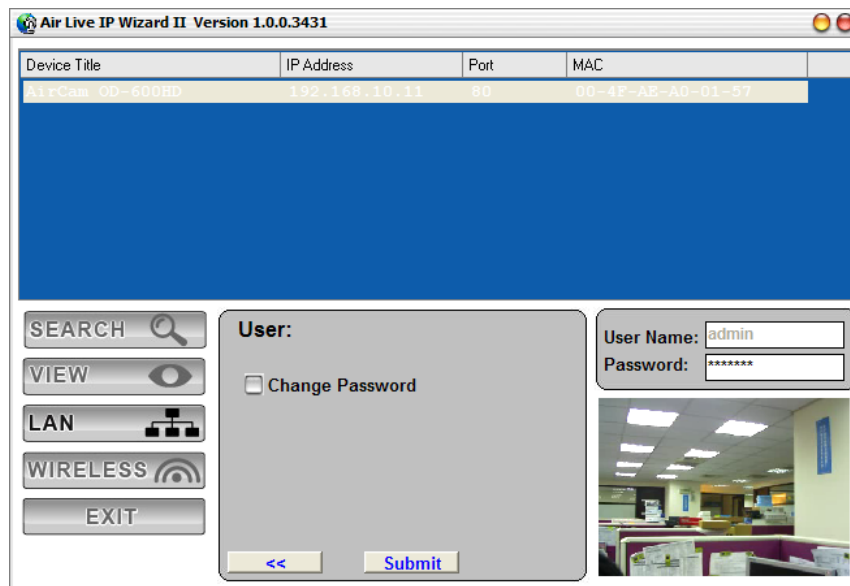 Air Live IP Wizard II Version 1.0.0.3431
Device Title IP Address Port MAC
AirCam OD-600HD 192.168.10.11 80 00-4F-AE-A0-01-57
SEARCH
VIEW
LAN
WIRELESS
EXIT
User:
Change Password
<< Submit
User Name: admin
Password: *******